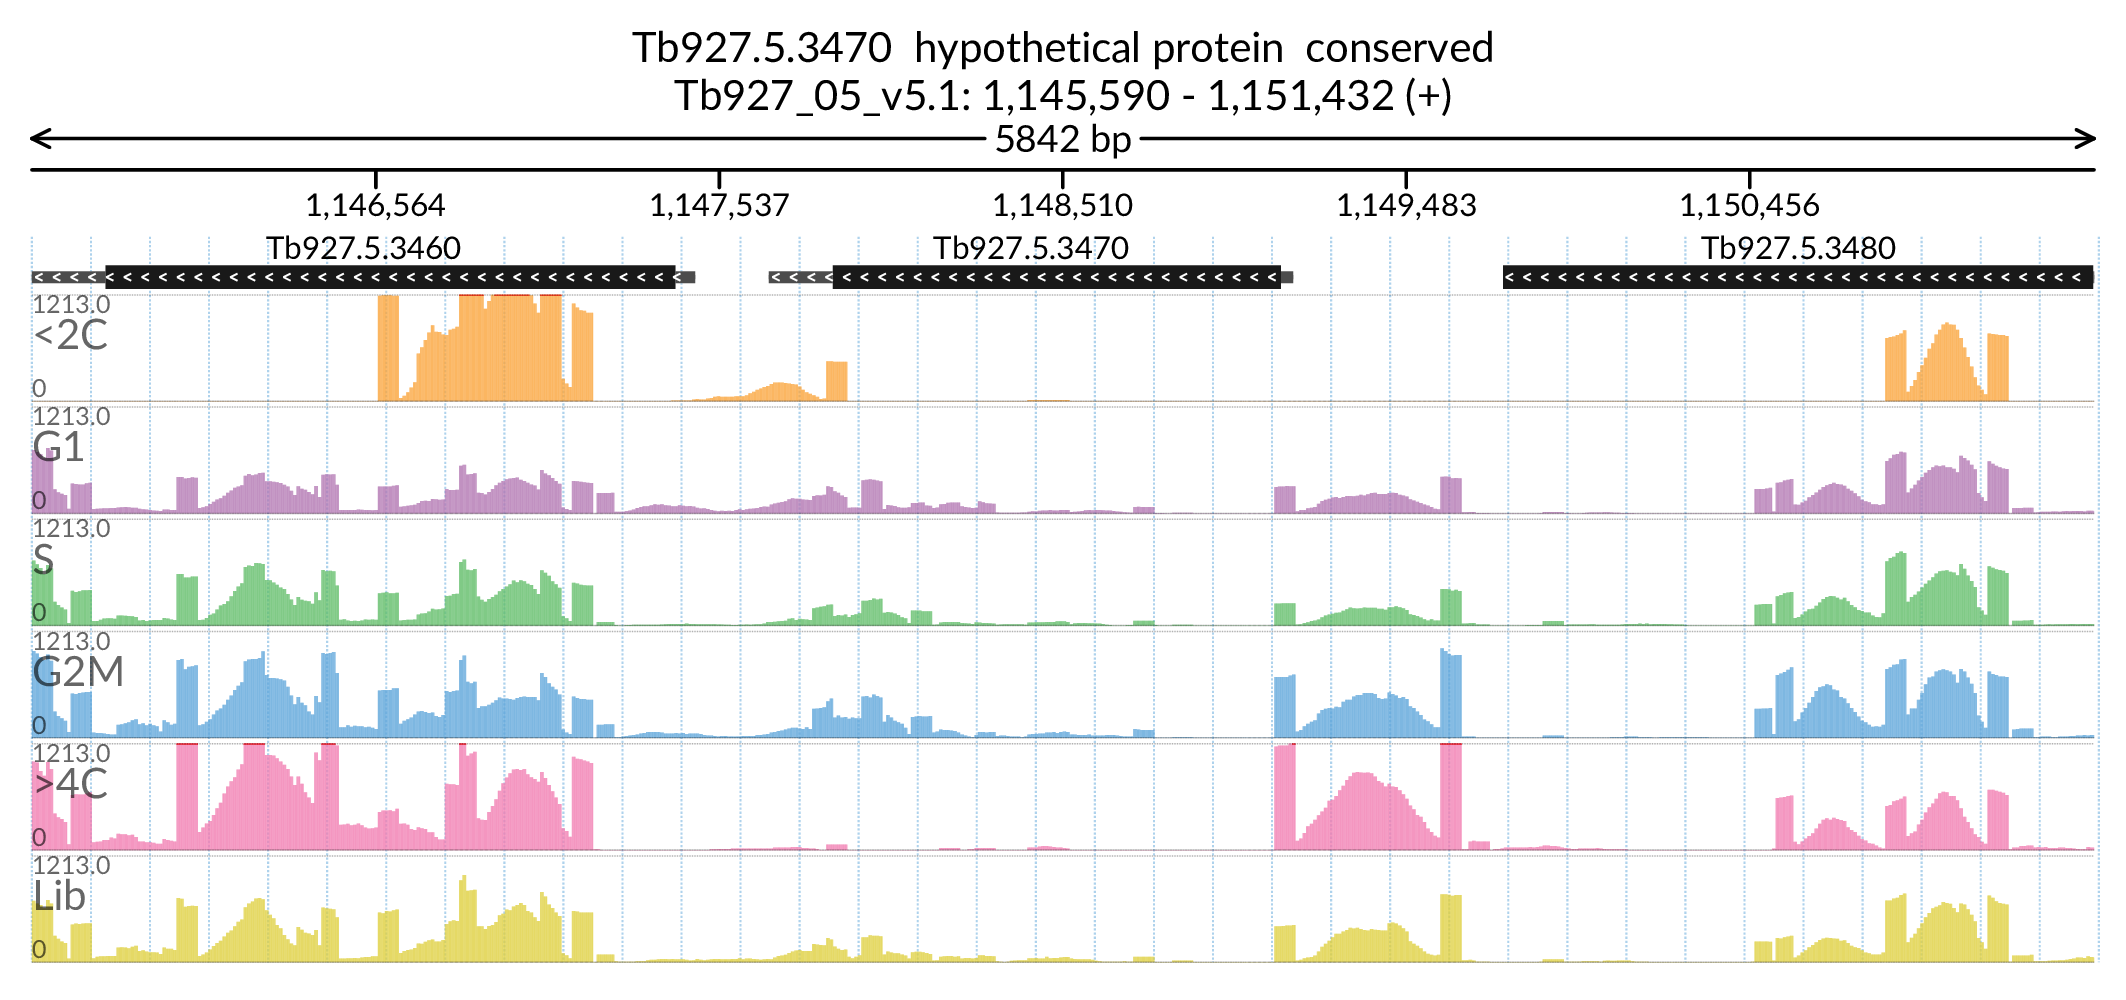 Tb927.5.3470  hypothetical protein  conserved
Tb927_05_v5.1: 1,145,590 - 1,151,432 (+)
5842 bp
1,146,564 1,147,537 1,148,510 1,149,483 1,150,456
Tb927.5.3460 Tb927.5.3470 Tb927.5.3480
1213.0
<2C
0
1213.0
G1
0
1213.0
S
0
1213.0
G2M
0
1213.0
>4C
0
1213.0
Lib
0